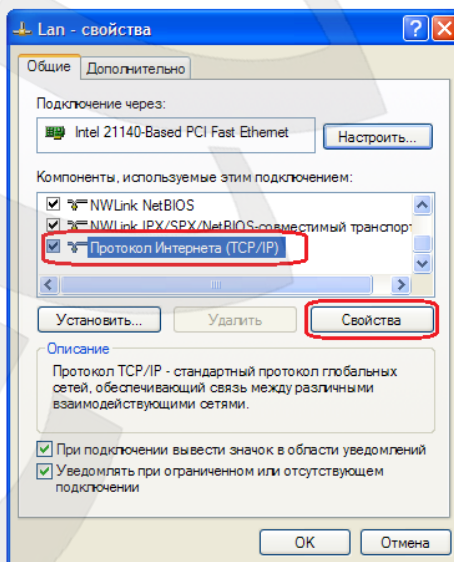 Lan - свойства
Общие
Дополнительно
Подключение через:
Intel 21140-Based PCI Fast Ethernet
Настроить...
Компоненты, используемые этим подключением:
NWLink NetBIOS
NWLink IPX/SPX/NetBIOS-совместимый транспорт
Протокол Интернета (TCP/IP)
Установить...
Удалить
Свойства
Описание
Протокол TCP/IP - стандартный протокол глобальных
сетей, обеспечивающий связь между различными
взаимодействующими сетями.
При подключении вывести значок в области уведомлений
Уведомлять при ограниченном или отсутствующем
подключении
OK
Отмена